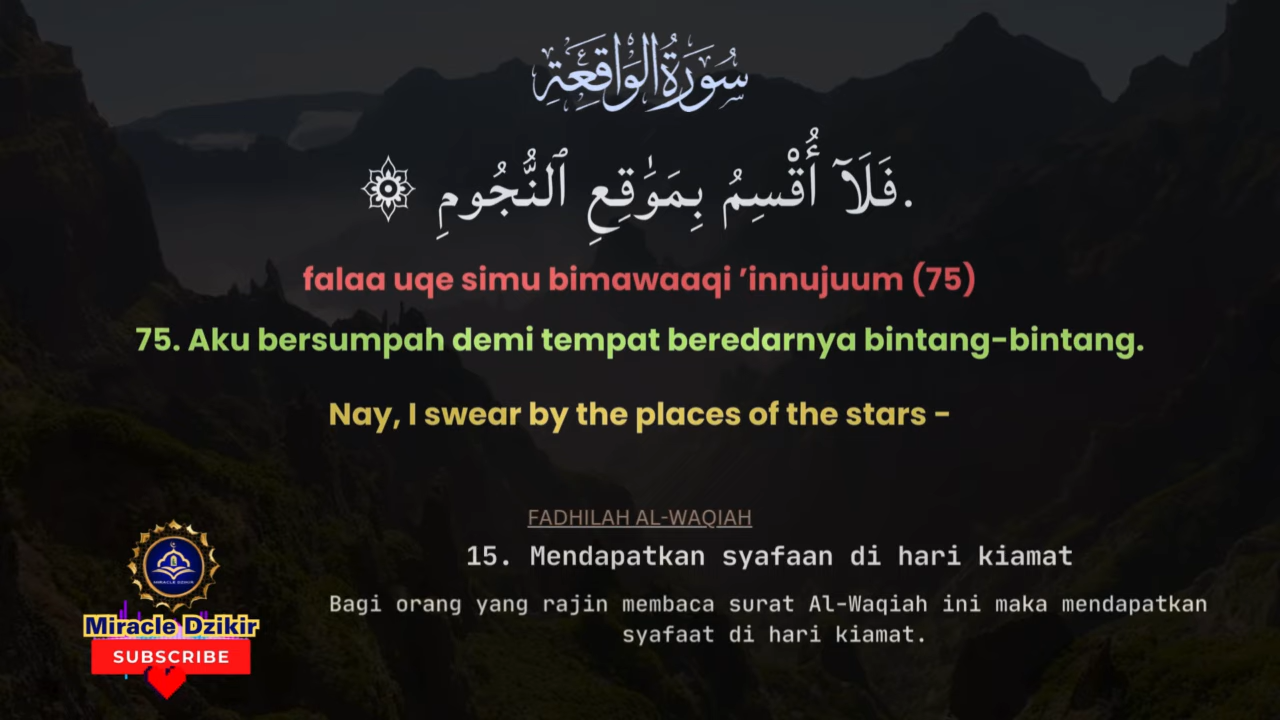 سُورَةُ الوَاقِعَةِ
فَلَآ أُقْسِمُ بِمَوَٰقِعِ ٱلنُّجُومِ ۞.
falaa uqe simu bimawaaqi ’innujuum (75)
75. Aku bersumpah demi tempat beredarnya bintang-bintang.
Nay, I swear by the places of the stars -
FADHILAH AL-WAQIAH
15. Mendapatkan syafaan di hari kiamat
Bagi orang yang rajin membaca surat Al-Waqiah ini maka mendapatkan
syafaat di hari kiamat.
MIRACLE DZIKIR
Miracle Dzikir
SUBSCRIBE